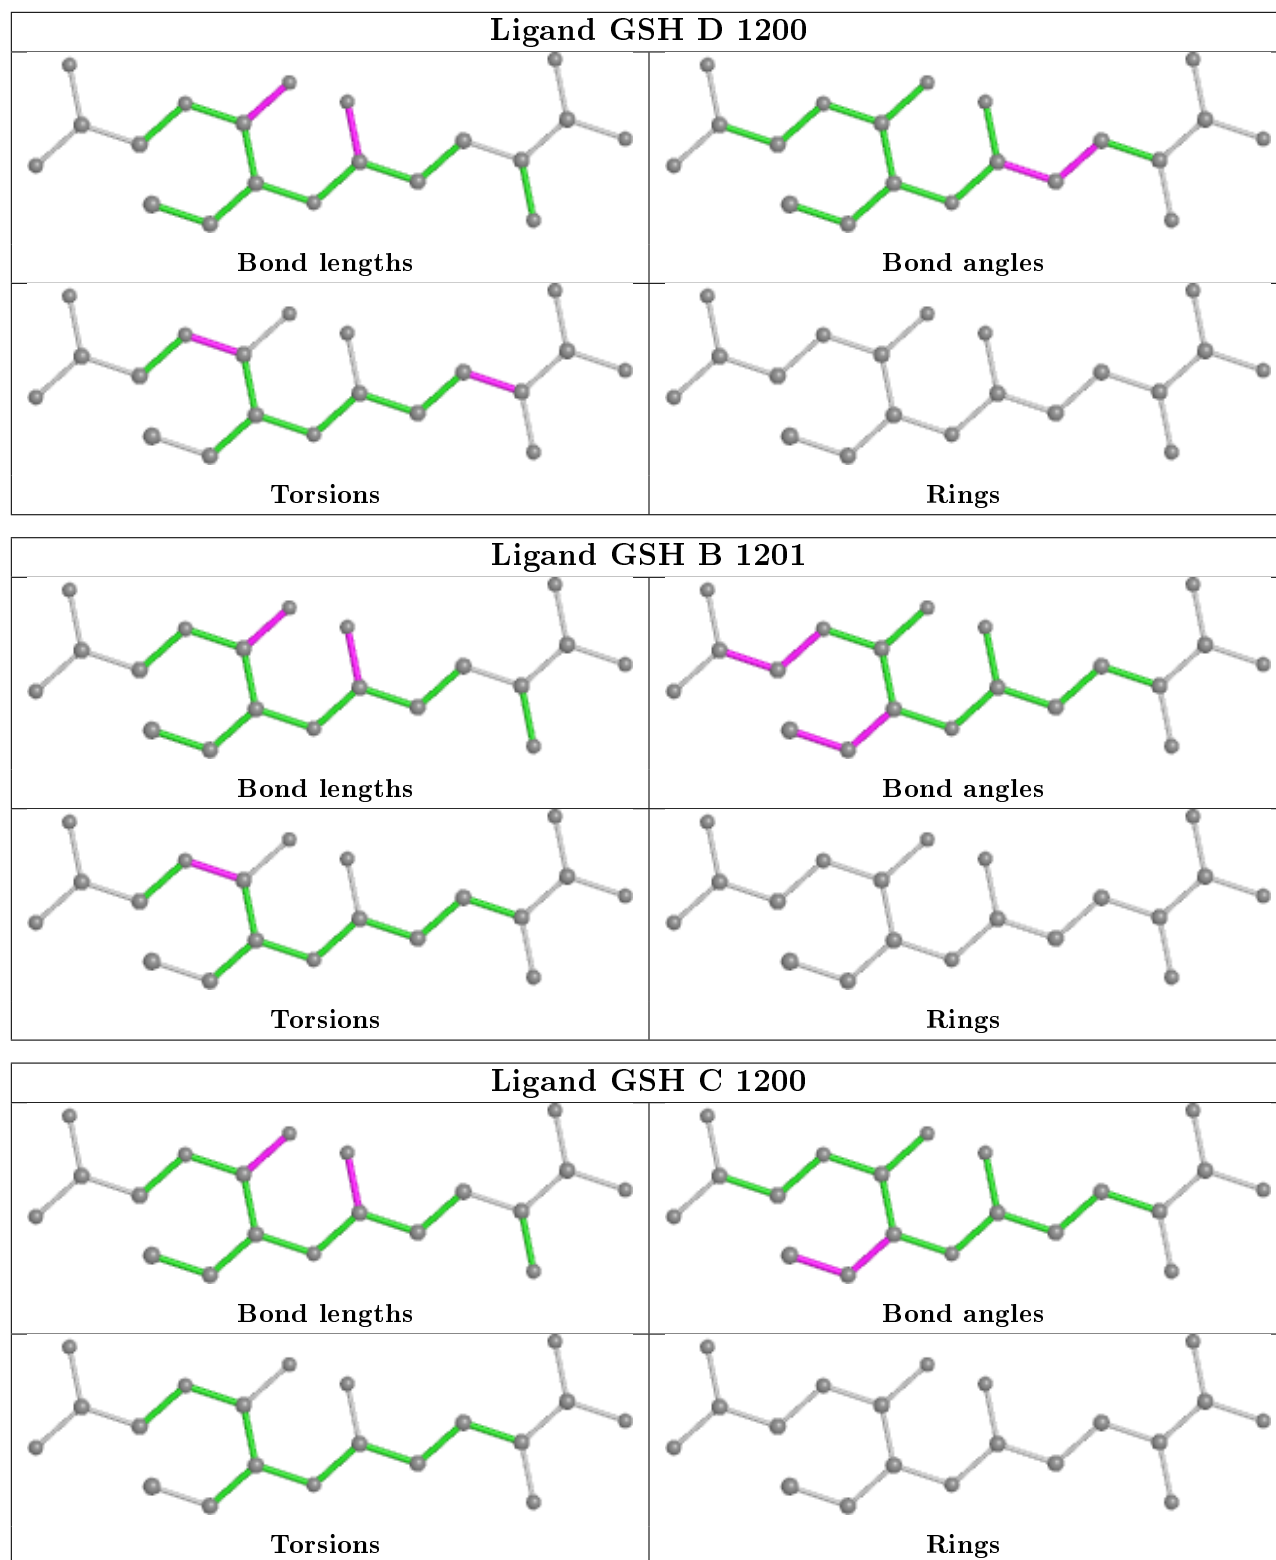 Ligand GSH D 1200
Bond lengths
Bond angles
Torsions
Rings
Ligand GSH B 1201
Bond lengths
Bond angles
Torsions
Rings
Ligand GSH C 1200
Bond lengths
Bond angles
Torsions
Rings